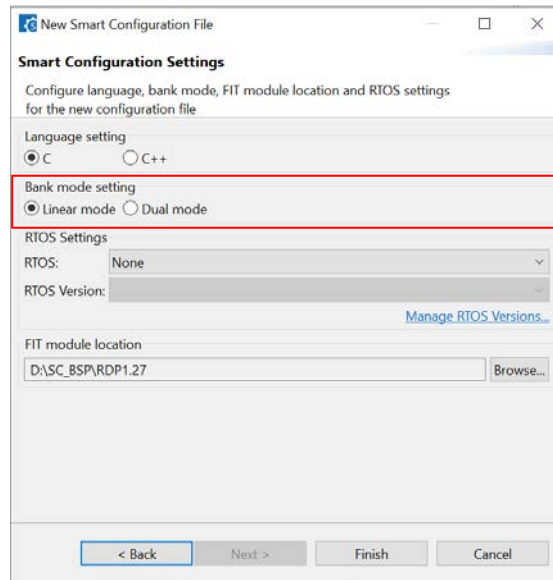 New Smart Configuration File
Smart Configuration Settings
Configure language, bank mode, FIT module location and RTOS settings
for the new configuration file
Language setting
C C++
Bank mode setting
Linear mode Dual mode
RTOS Settings
RTOS: None
RTOS Version:
Manage RTOS Versions...
FIT module location
D:\SC_BSP\RDP1.27 Browse...
< Back Next > Finish Cancel